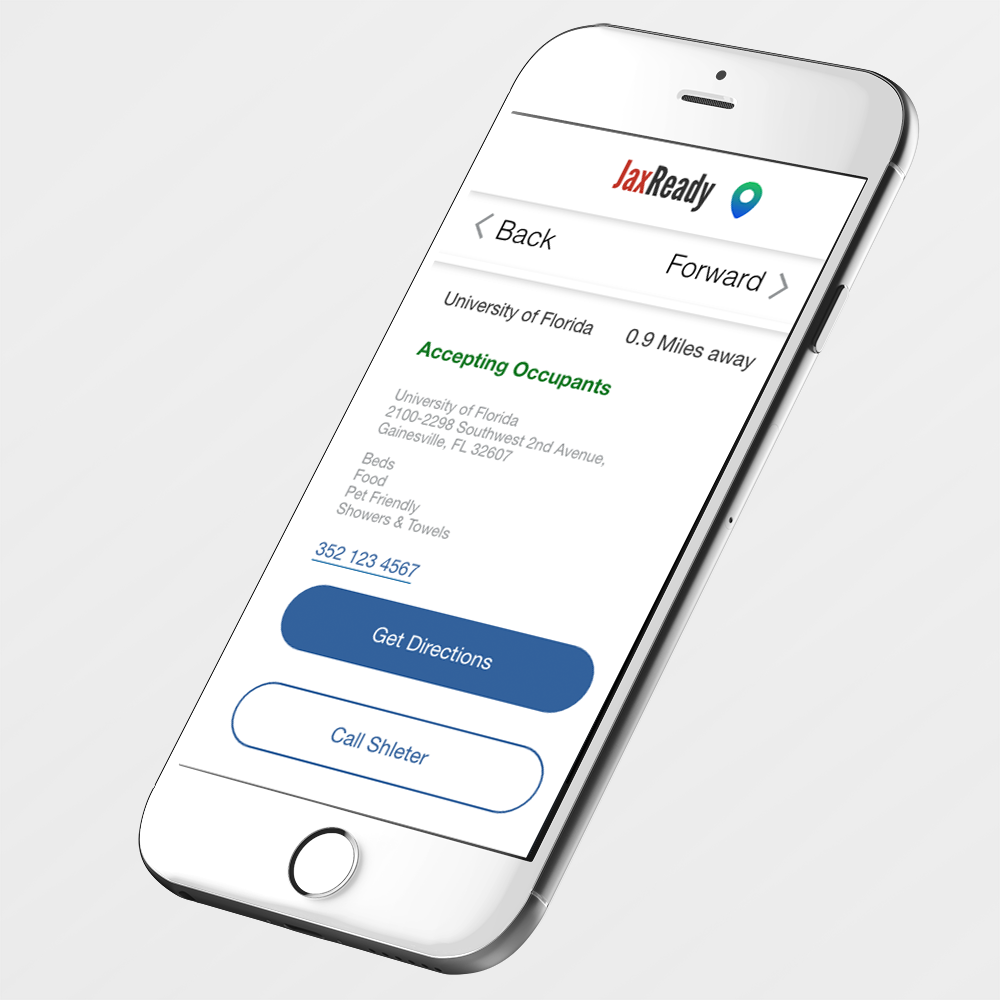 JaxReady
Back
Forward
University of Florida
0.9 Miles away
Accepting Occupants
University of Florida
2100-2298 Southwest 2nd Avenue,
Gainesville, FL 32607
Beds
Food
Pet Friendly
Showers & Towels
352 123 4567
Get Directions
Call Shleter